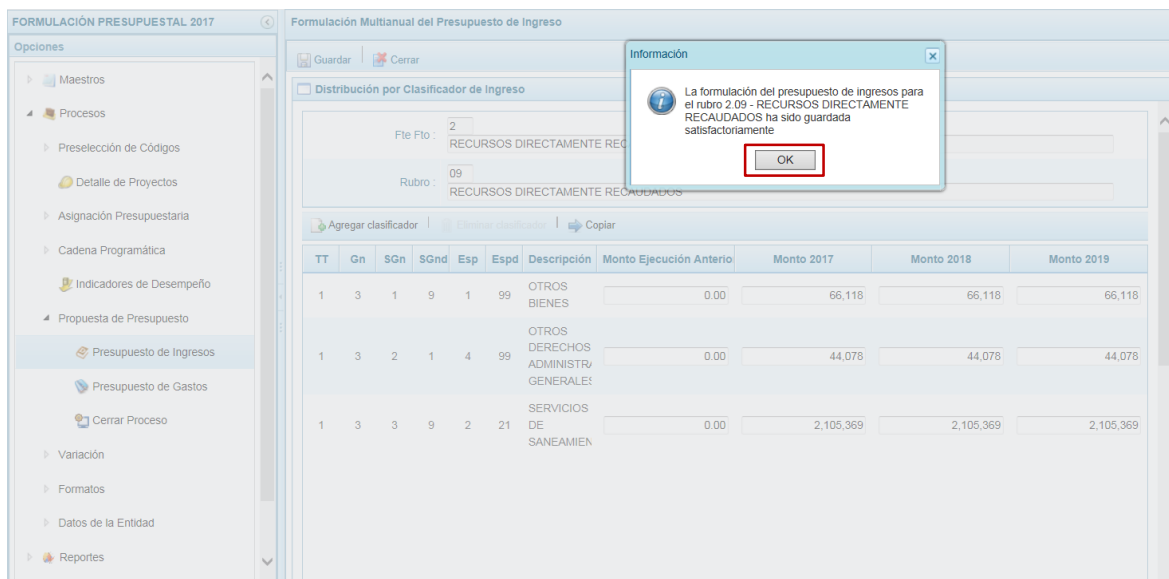 FORMULACIÓN PRESUPUESTAL 2017
Opciones
Maestros
Procesos
Preselección de Códigos
Detalle de Proyectos
Asignación Presupuestaria
Cadena Programática
Indicadores de Desempeño
Propuesta de Presupuesto
Presupuesto de Ingresos
Presupuesto de Gastos
Cerrar Proceso
Variación
Formatos
Datos de la Entidad
Reportes
Formulación Multianual del Presupuesto de Ingreso
Guardar Cerrar
Distribución por Clasificador de Ingreso
Fte Fto : 2
RECURSOS DIRECTAMENTE REC
Rubro : 09
RECURSOS DIRECTAMENTE RECAUDADOS
Información
La formulación del presupuesto de ingresos para
el rubro 2.09 - RECURSOS DIRECTAMENTE
RECAUDADOS ha sido guardada
satisfactoriamente
OK
Agregar clasificador Eliminar clasificador Copiar
TT Gn SGn SGnd Esp Espd Descripción Monto Ejecución Anterio Monto 2017 Monto 2018 Monto 2019
1 3 1 9 1 99 OTROS BIENES 0.00 66,118 66,118 66,118
1 3 2 1 4 99 OTROS DERECHOS ADMINISTRA GENERALES 0.00 44,078 44,078 44,078
1 3 3 9 2 21 SERVICIOS DE SANEAMIEN 0.00 2,105,369 2,105,369 2,105,369